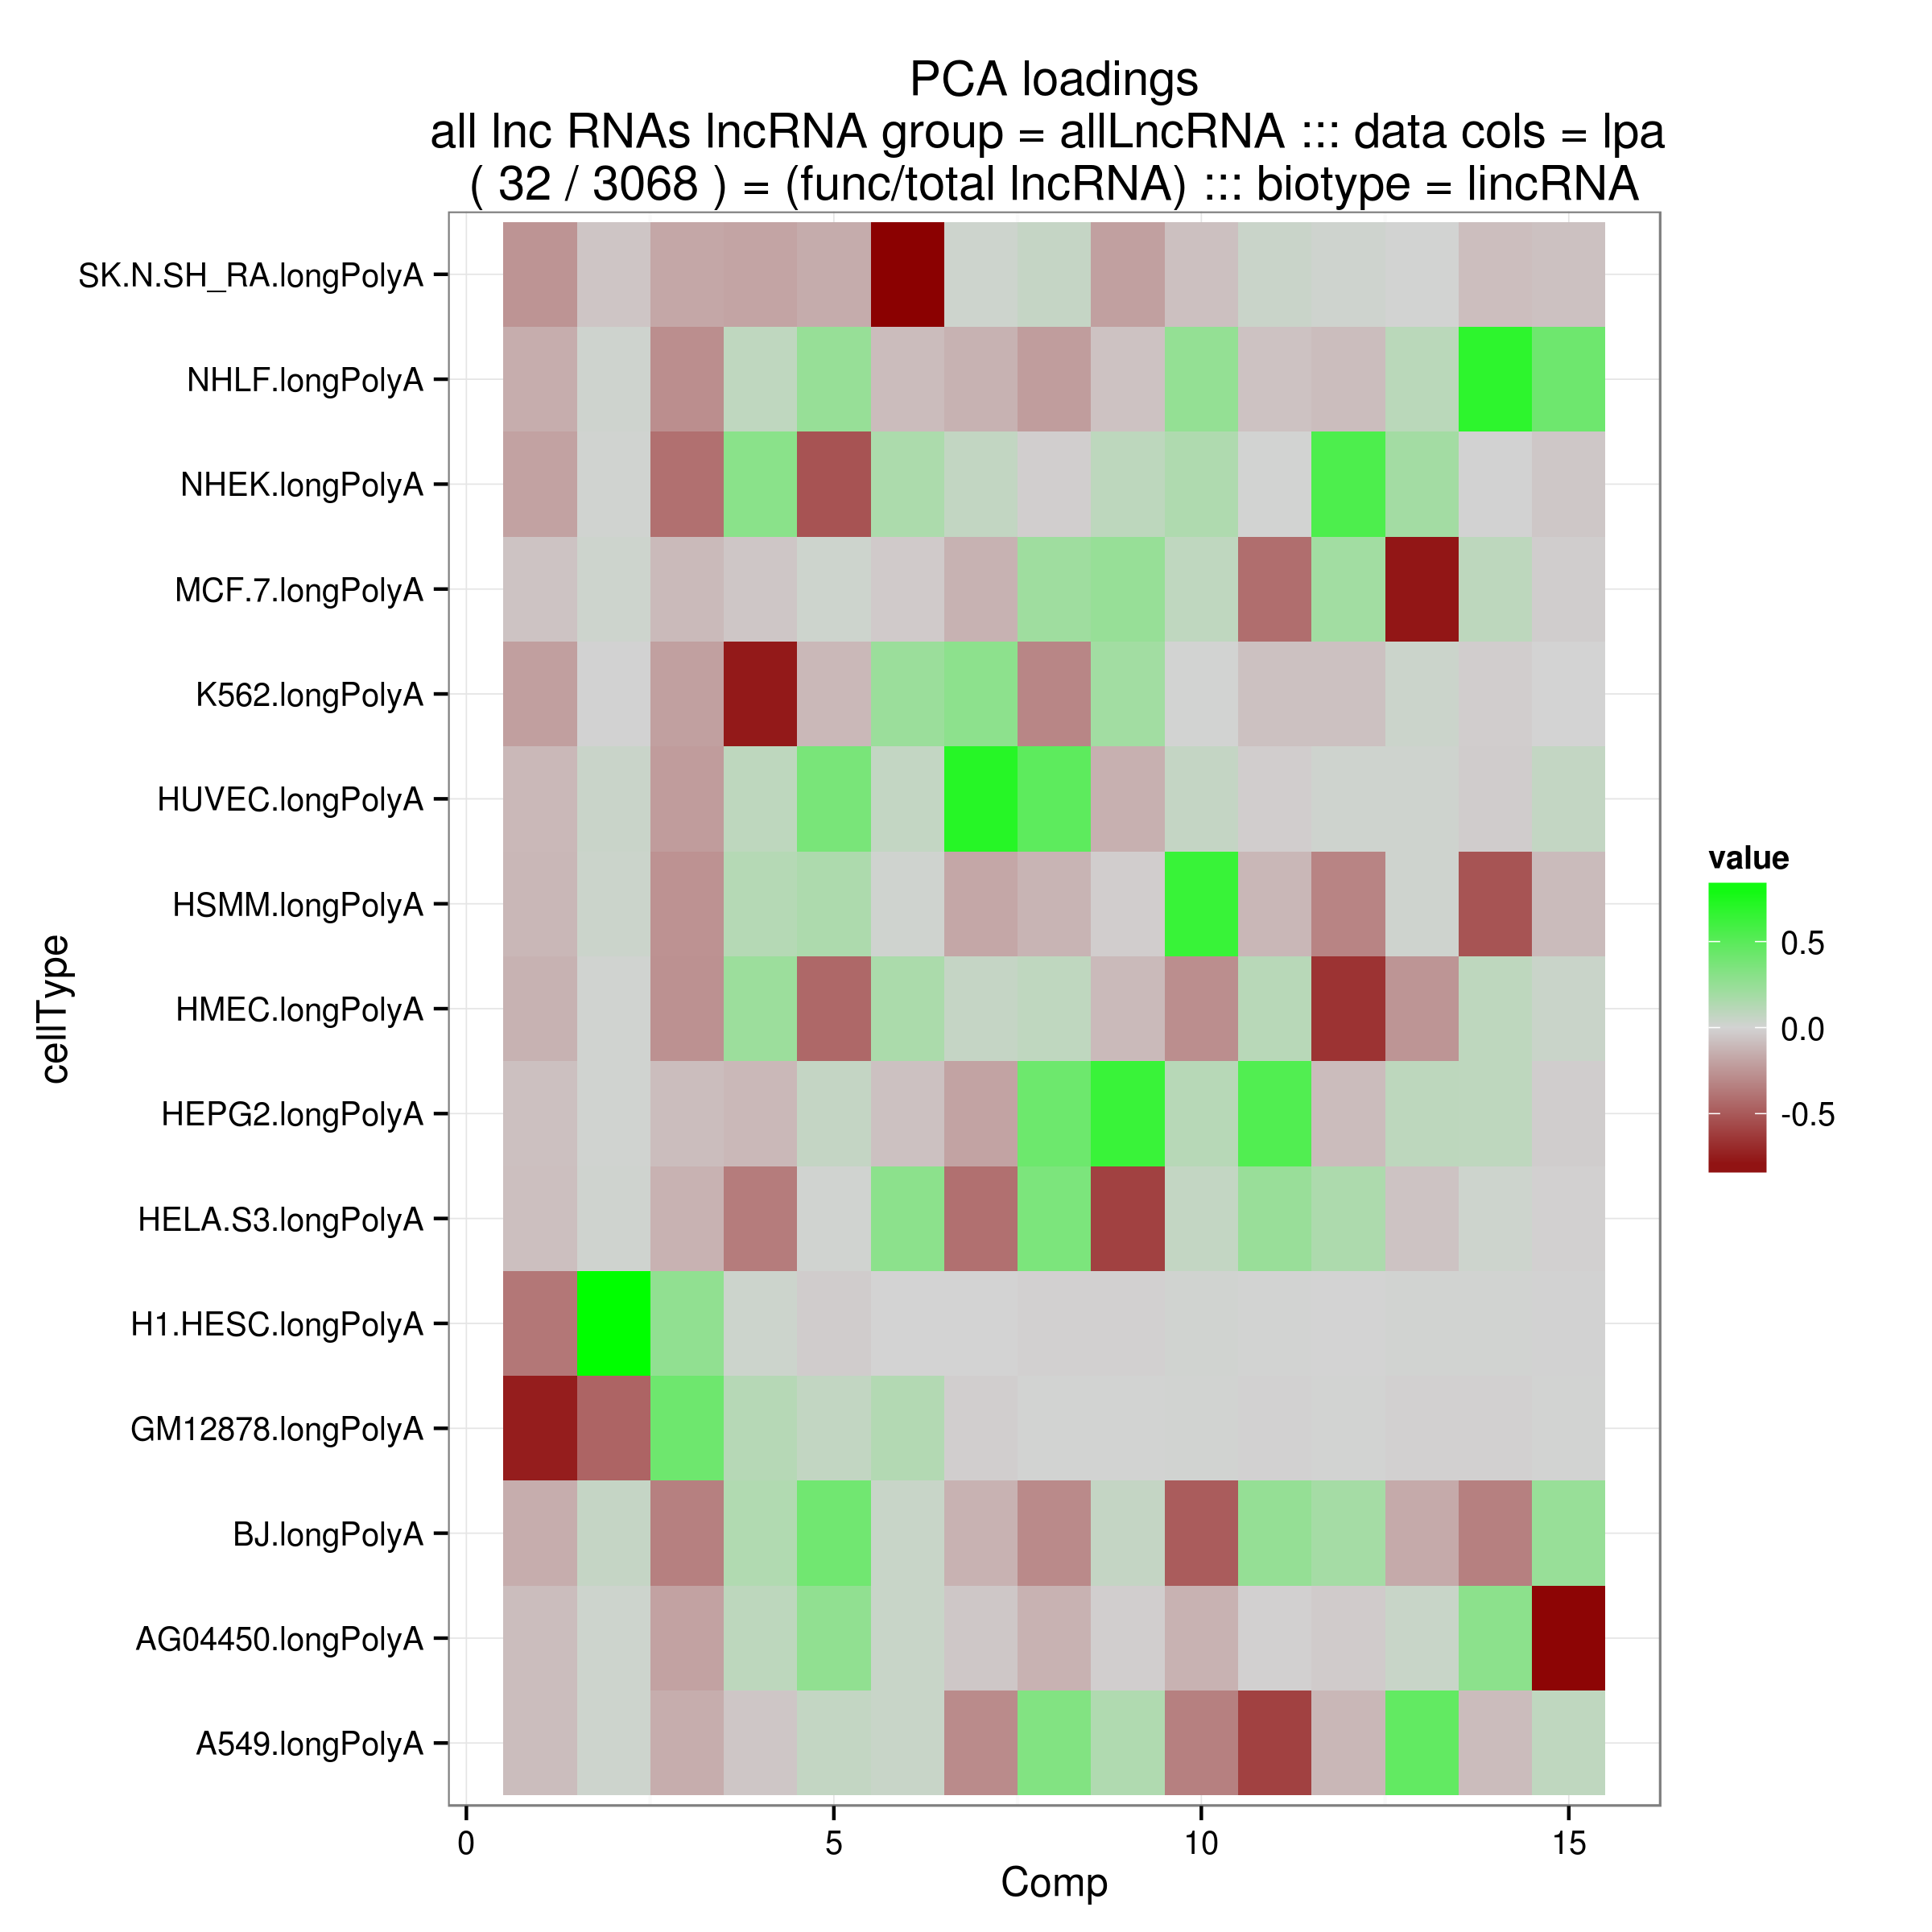 PCA loadings
all lnc RNAs lncRNA group = allLncRNA ::: data cols = lpa
( 32 / 3068 ) = (func/total lncRNA) ::: biotype = lincRNA
cellType
SK.N.SH_RA.longPolyA
NHLF.longPolyA
NHEK.longPolyA
MCF.7.longPolyA
K562.longPolyA
HUVEC.longPolyA
HSMM.longPolyA
HMEC.longPolyA
HEPG2.longPolyA
HELA.S3.longPolyA
H1.HESC.longPolyA
GM12878.longPolyA
BJ.longPolyA
AG04450.longPolyA
A549.longPolyA
0 5 10 15
Comp
value
0.5
0.0
-0.5